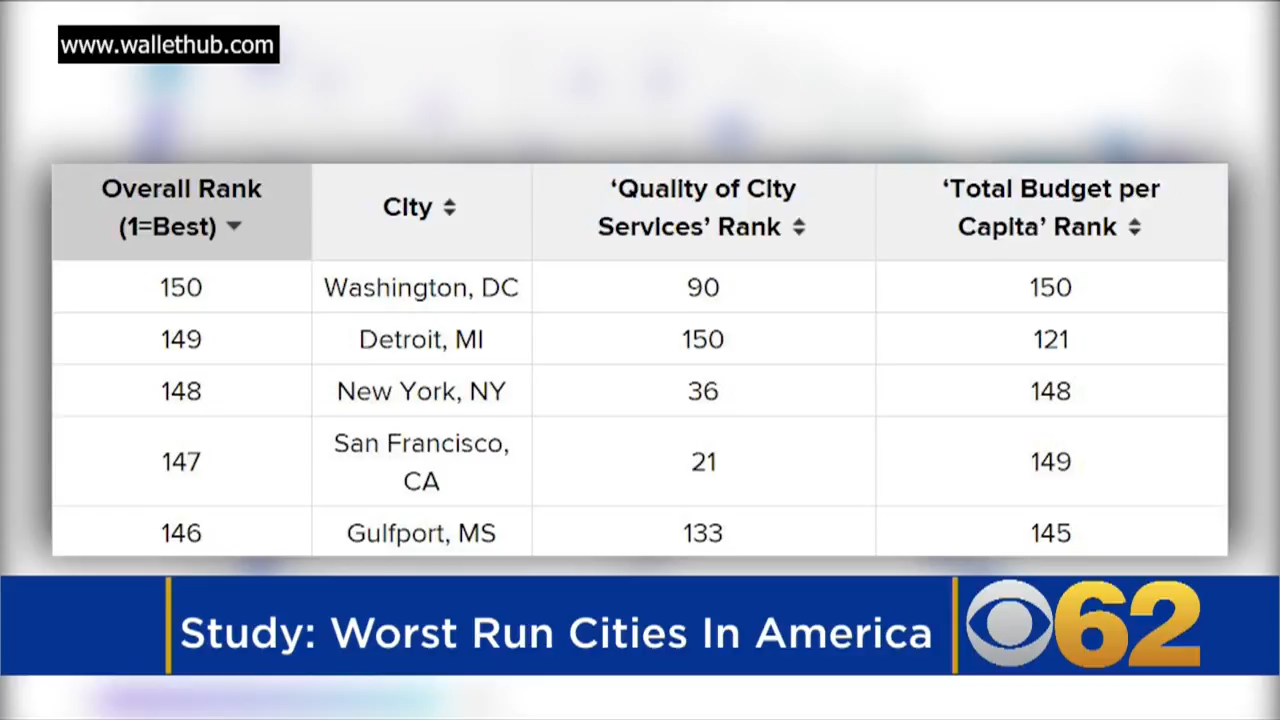 www.wallethub.com
Overall Rank
(1=Best)
City
‘Quality of City
Services’ Rank
‘Total Budget per
Capita’ Rank
150 Washington, DC 90 150
149 Detroit, MI 150 121
148 New York, NY 36 148
147 San Francisco,
CA 21 149
146 Gulfport, MS 133 145
Study: Worst Run Cities In America
62